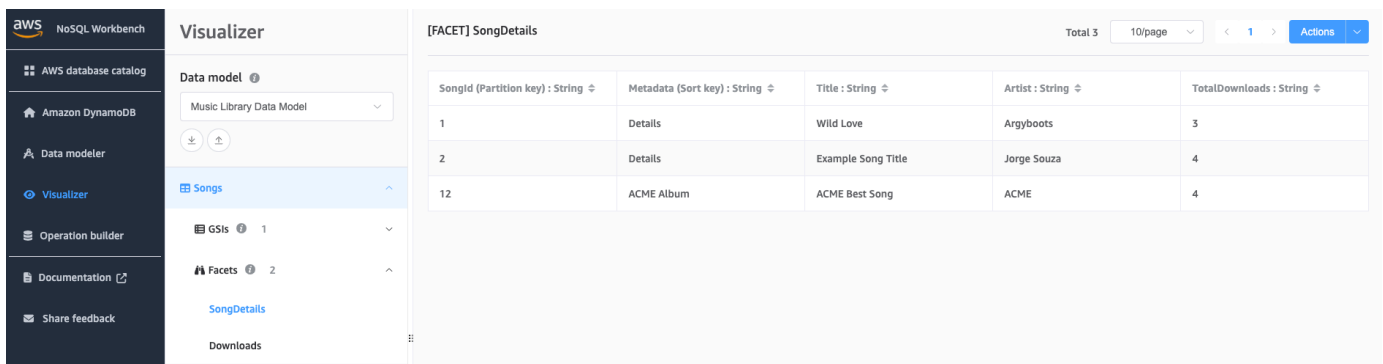 aws NoSQL Workbench
AWS database catalog
Amazon DynamoDB
Data modeler
Visualizer
Operation builder
Documentation
Share feedback
Visualizer
Data model
Music Library Data Model
Songs
GSIs 1
Facets 2
SongDetails
Downloads
[FACET] SongDetails
Total 3 10/page < 1 > Actions
SongId (Partition key) : String Metadata (Sort key) : String Title : String Artist : String TotalDownloads : String
1 Details Wild Love Argyboots 3
2 Details Example Song Title Jorge Souza 4
12 ACME Album ACME Best Song ACME 4